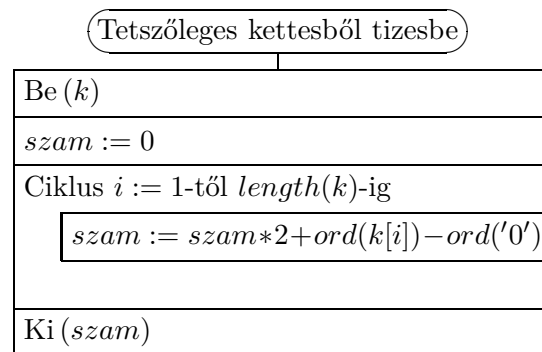 Tetszőleges kettesből tizesbe
Be (k)
szam := 0
Ciklus i := 1-től length(k)-ig
szam := szam*2+ord(k[i])−ord('0')
Ki (szam)